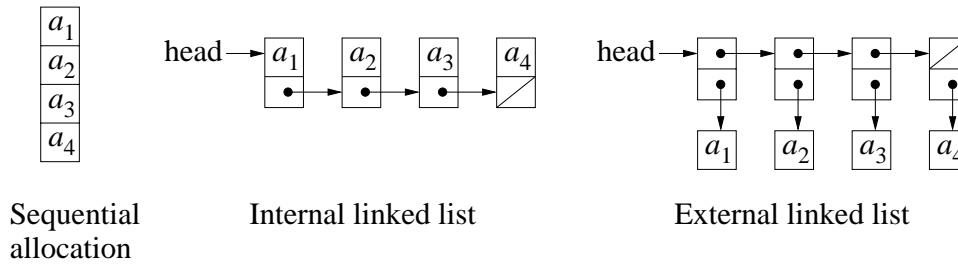 a1
a2
a3
a4
Sequential
allocation
head
a1 a2 a3 a4
Internal linked list
head
a1 a2 a3 a4
External linked list